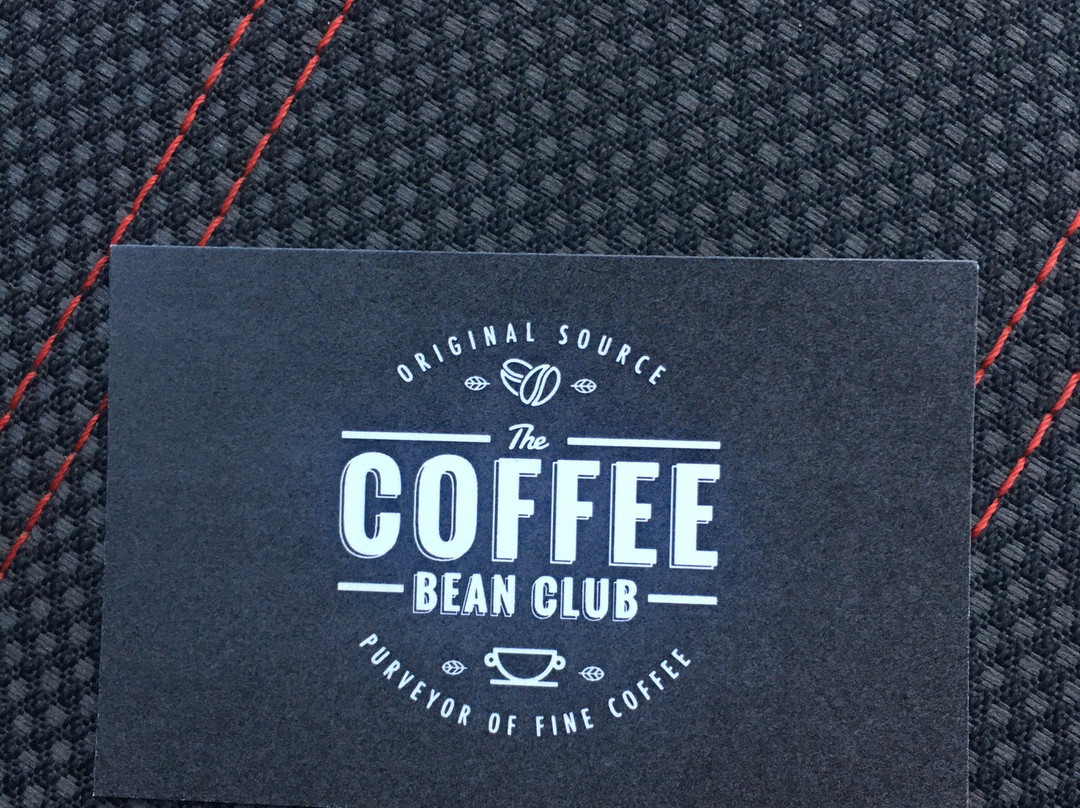 ORIGINAL SOURCE
The
COFFEE
BEAN CLUB
PURVEYOR OF FINE COFFEE